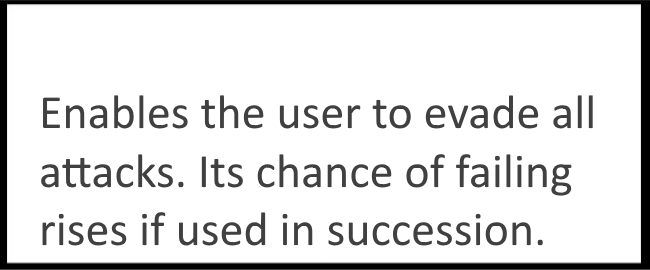 Enables the user to evade all
attacks. Its chance of failing
rises if used in succession.